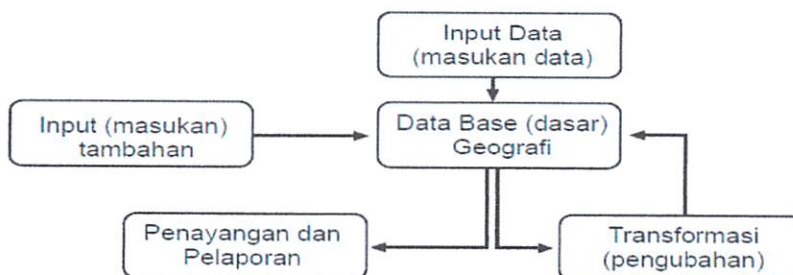 Input Data
(masukan data)
Input (masukan)
tambahan
Data Base (dasar)
Geografi
Penayangan dan
Pelaporan
Transformasi
(pengubahan)